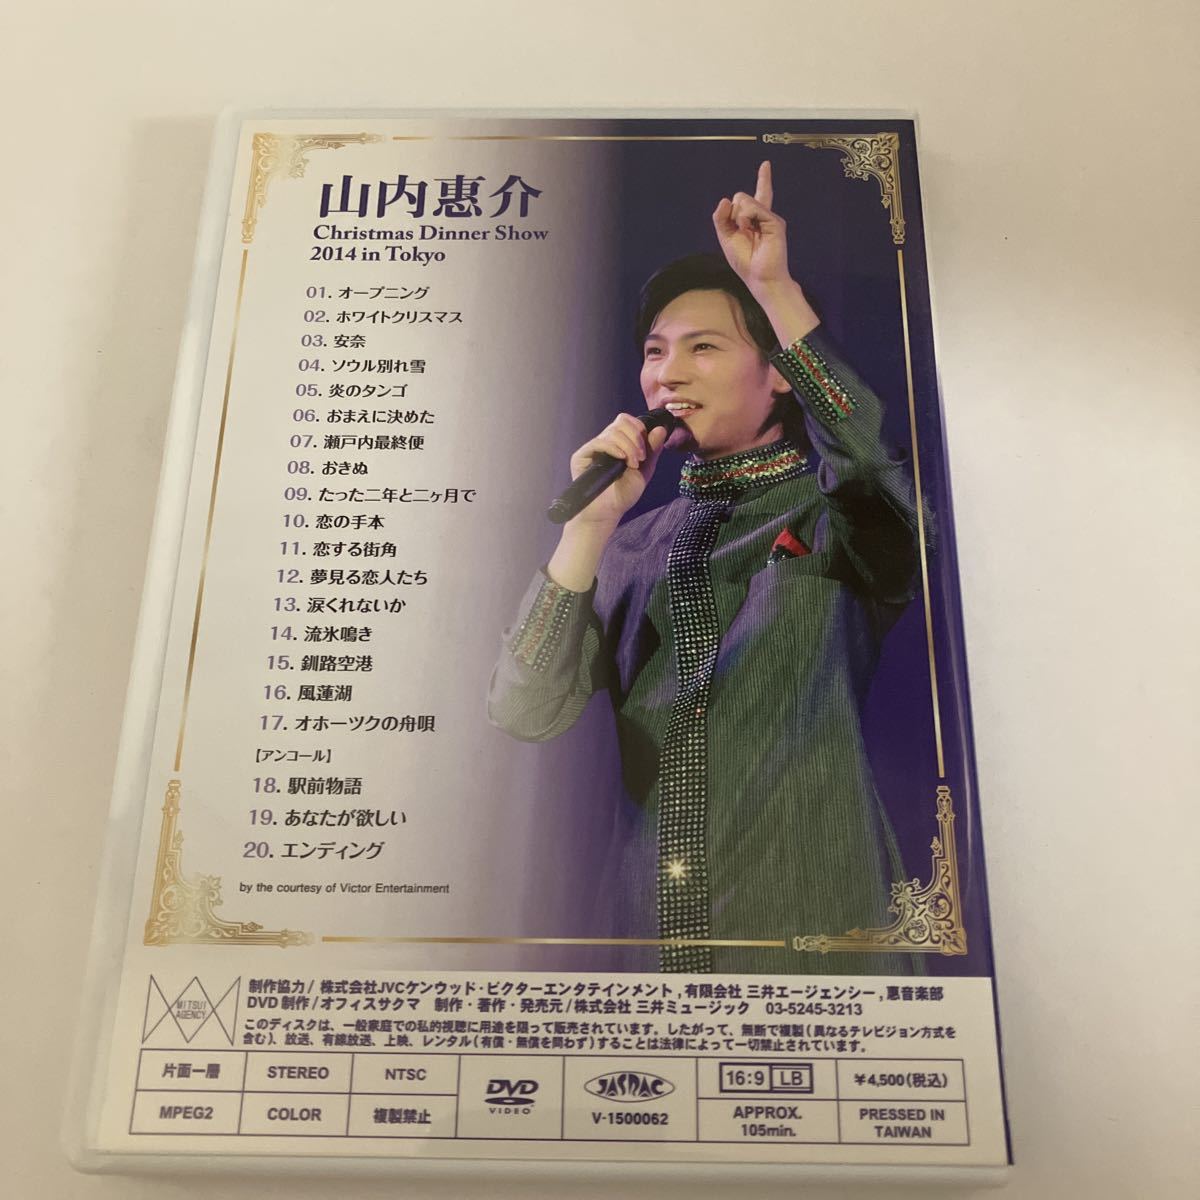 山内惠介
Christmas Dinner Show
2014 in Tokyo
01. オープニング
02. ホワイトクリスマス
03. 安奈
04. ソウル別れ雪
05. 炎のタンゴ
06. おまえに決めた
07. 瀬戸内最終便
08. おきぬ
09. たった二年と二ヶ月で
10. 恋の手本
11. 恋する街角
12. 夢見る恋人たち
13. 涙くれないか
14. 流氷鳴き
15. 釧路空港
16. 風蓮湖
17. オホーツクの舟唄
【アンコール】
18. 駅前物語
19. あなたが欲しい
20. エンディング
by the courtesy of Victor Entertainment
MITSUI
AGENCY
制作協力/ 株式会社JVCケンウッド・ビクターエンタテインメント,有限会社 三井エージェンシー,惠音楽部
DVD制作/オフィスサクマ 制作・著作・発売元/株式会社 三井ミュージック 03-5245-3213
このディスクは、一般家庭での私的視聴に用途を限って販売されています。したがって、無断で複製(異なるテレビジョン方式を
含む)、放送、有線放送、上映、レンタル(有償・無償を問わず)することは法律によって一切禁止されています。
片面一層 STEREO NTSC
MPEG2 COLOR 複製禁止
DVD
VIDEO
JASRAC
V-1500062
16:9 LB
APPROX.
105min.
¥4,500(税込)
PRESSED IN
TAIWAN